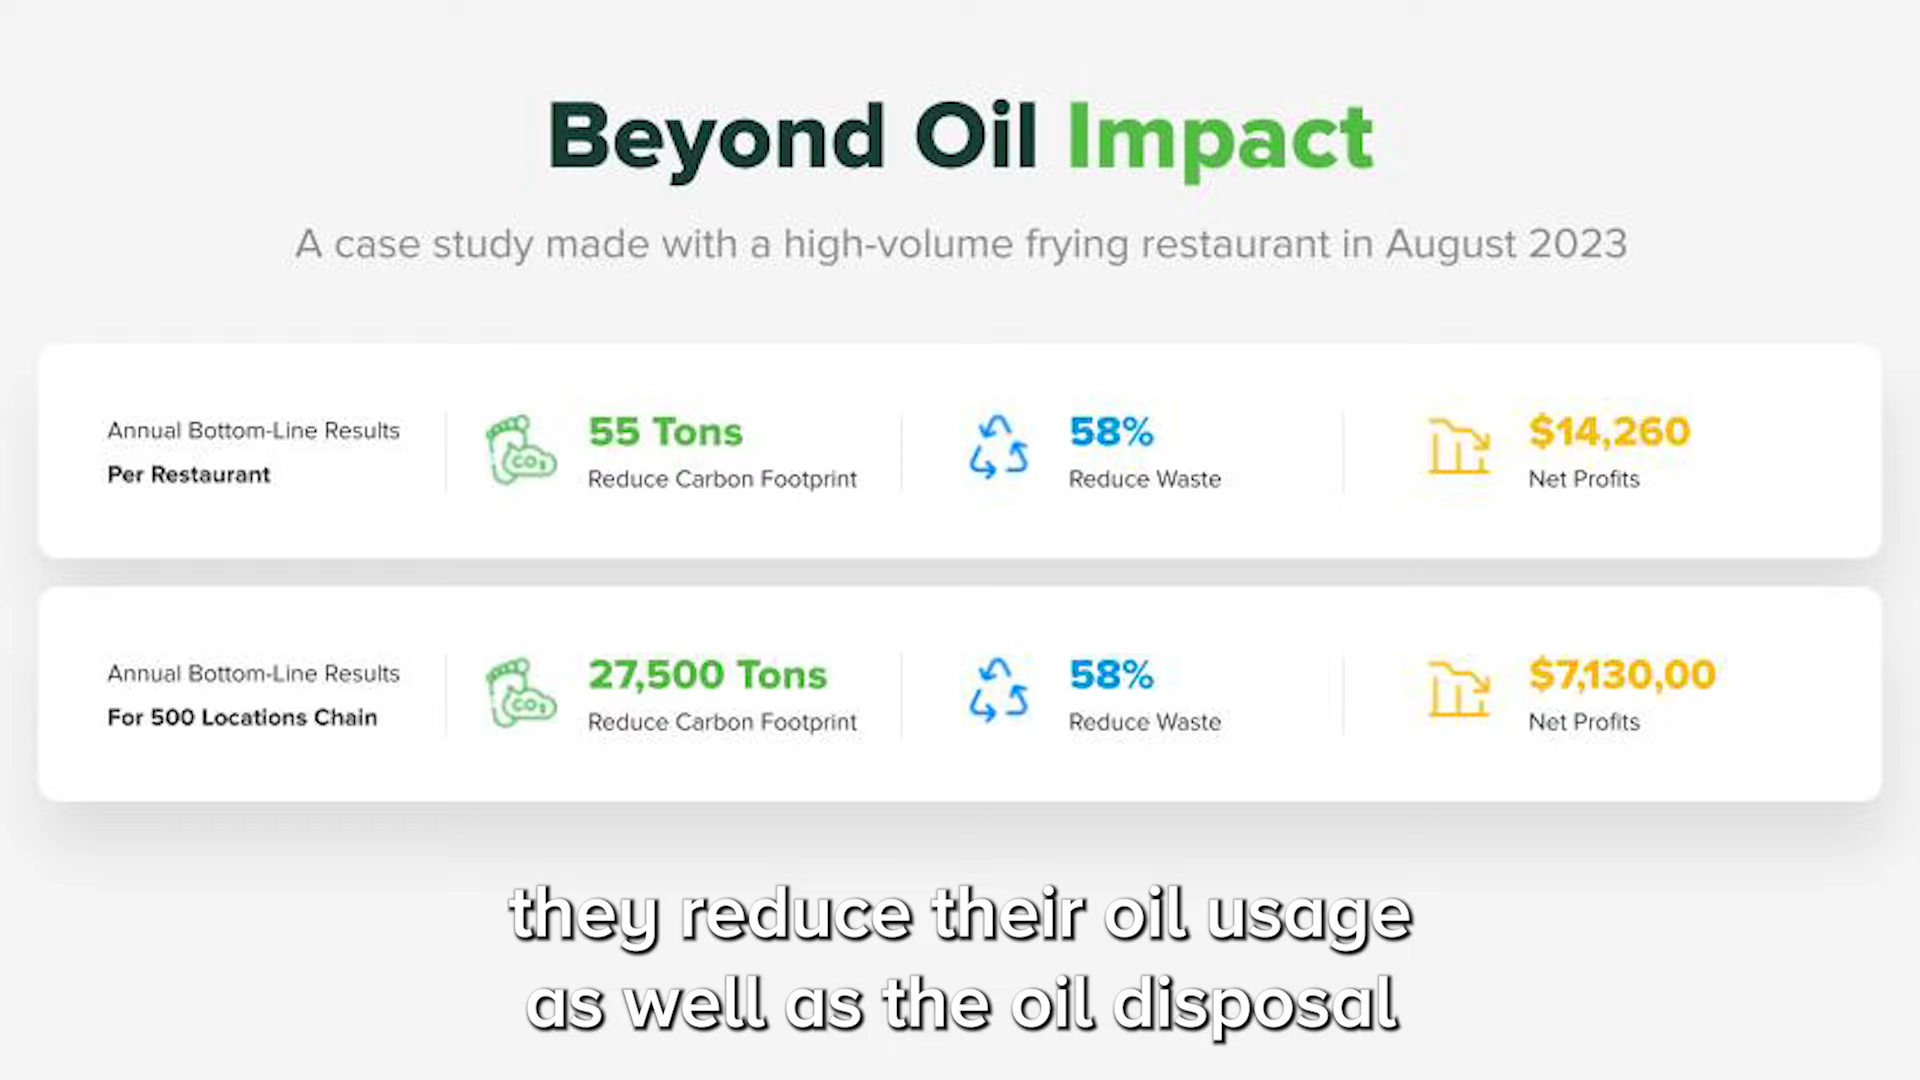 Beyond Oil Impact
A case study made with a high-volume frying restaurant in August 2023
Annual Bottom-Line Results
Per Restaurant
CO₂
55 Tons
Reduce Carbon Footprint
58%
Reduce Waste
$14,260
Net Profits
Annual Bottom-Line Results
For 500 Locations Chain
CO₂
27,500 Tons
Reduce Carbon Footprint
58%
Reduce Waste
$7,130,00
Net Profits
they reduce their oil usage
as well as the oil disposal